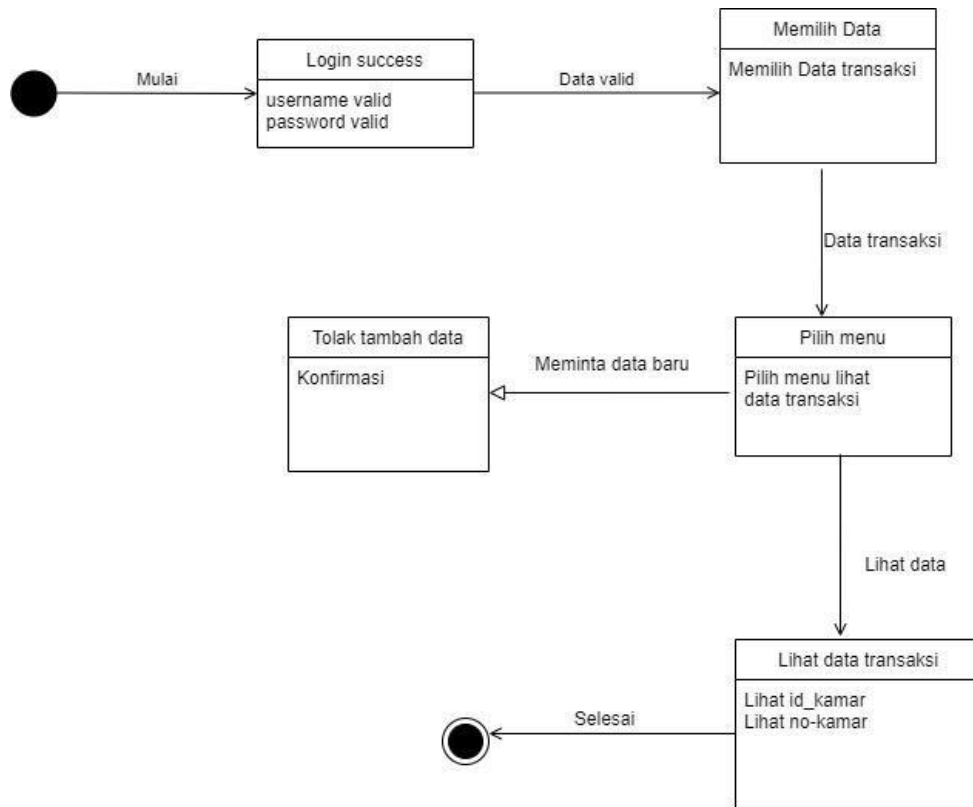 Mulai
Login success
username valid
password valid
Data valid
Memilih Data
Memilih Data transaksi
Data transaksi
Tolak tambah data
Konfirmasi
Meminta data baru
Pilih menu
Pilih menu lihat
data transaksi
Lihat data
Lihat data transaksi
Lihat id_kamar
Lihat no-kamar
Selesai